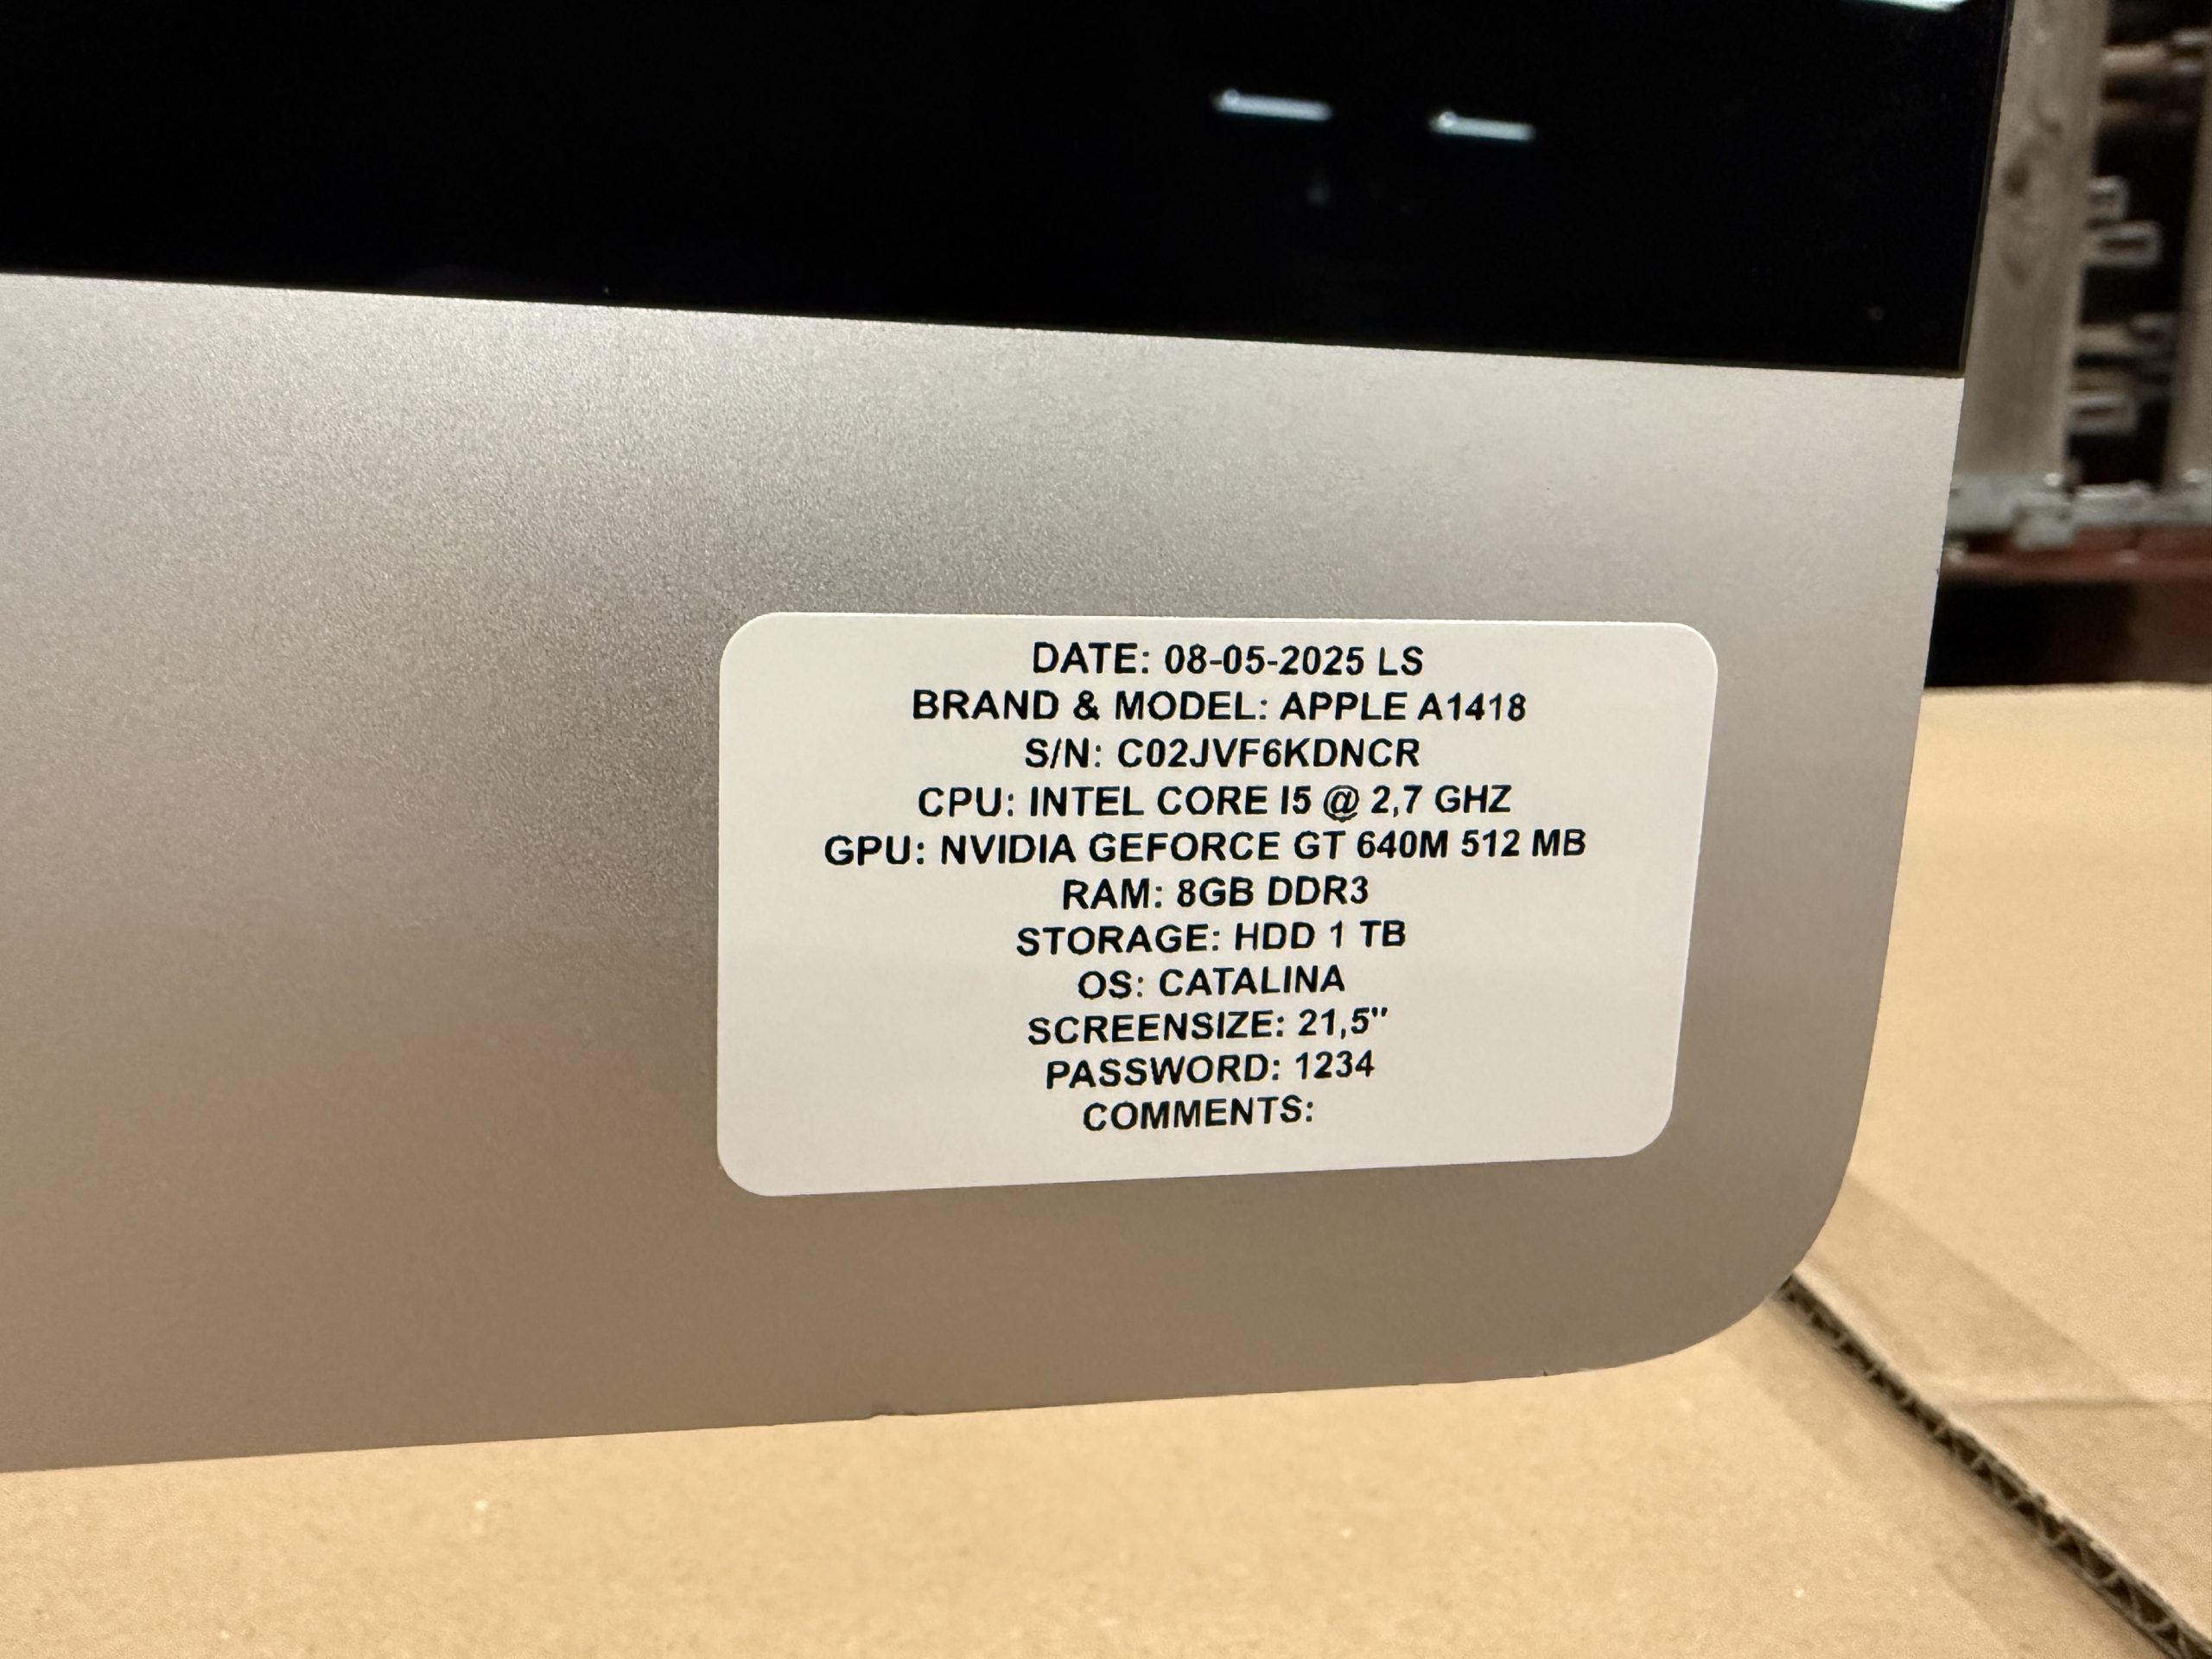 DATE: 08-05-2025 LS
BRAND & MODEL: APPLE A1418
S/N: C02JVF6KDNCR
CPU: INTEL CORE I5 @ 2,7 GHZ
GPU: NVIDIA GEFORCE GT 640M 512 MB
RAM: 8GB DDR3
STORAGE: HDD 1 TB
OS: CATALINA
SCREENSIZE: 21,5"
PASSWORD: 1234
COMMENTS: